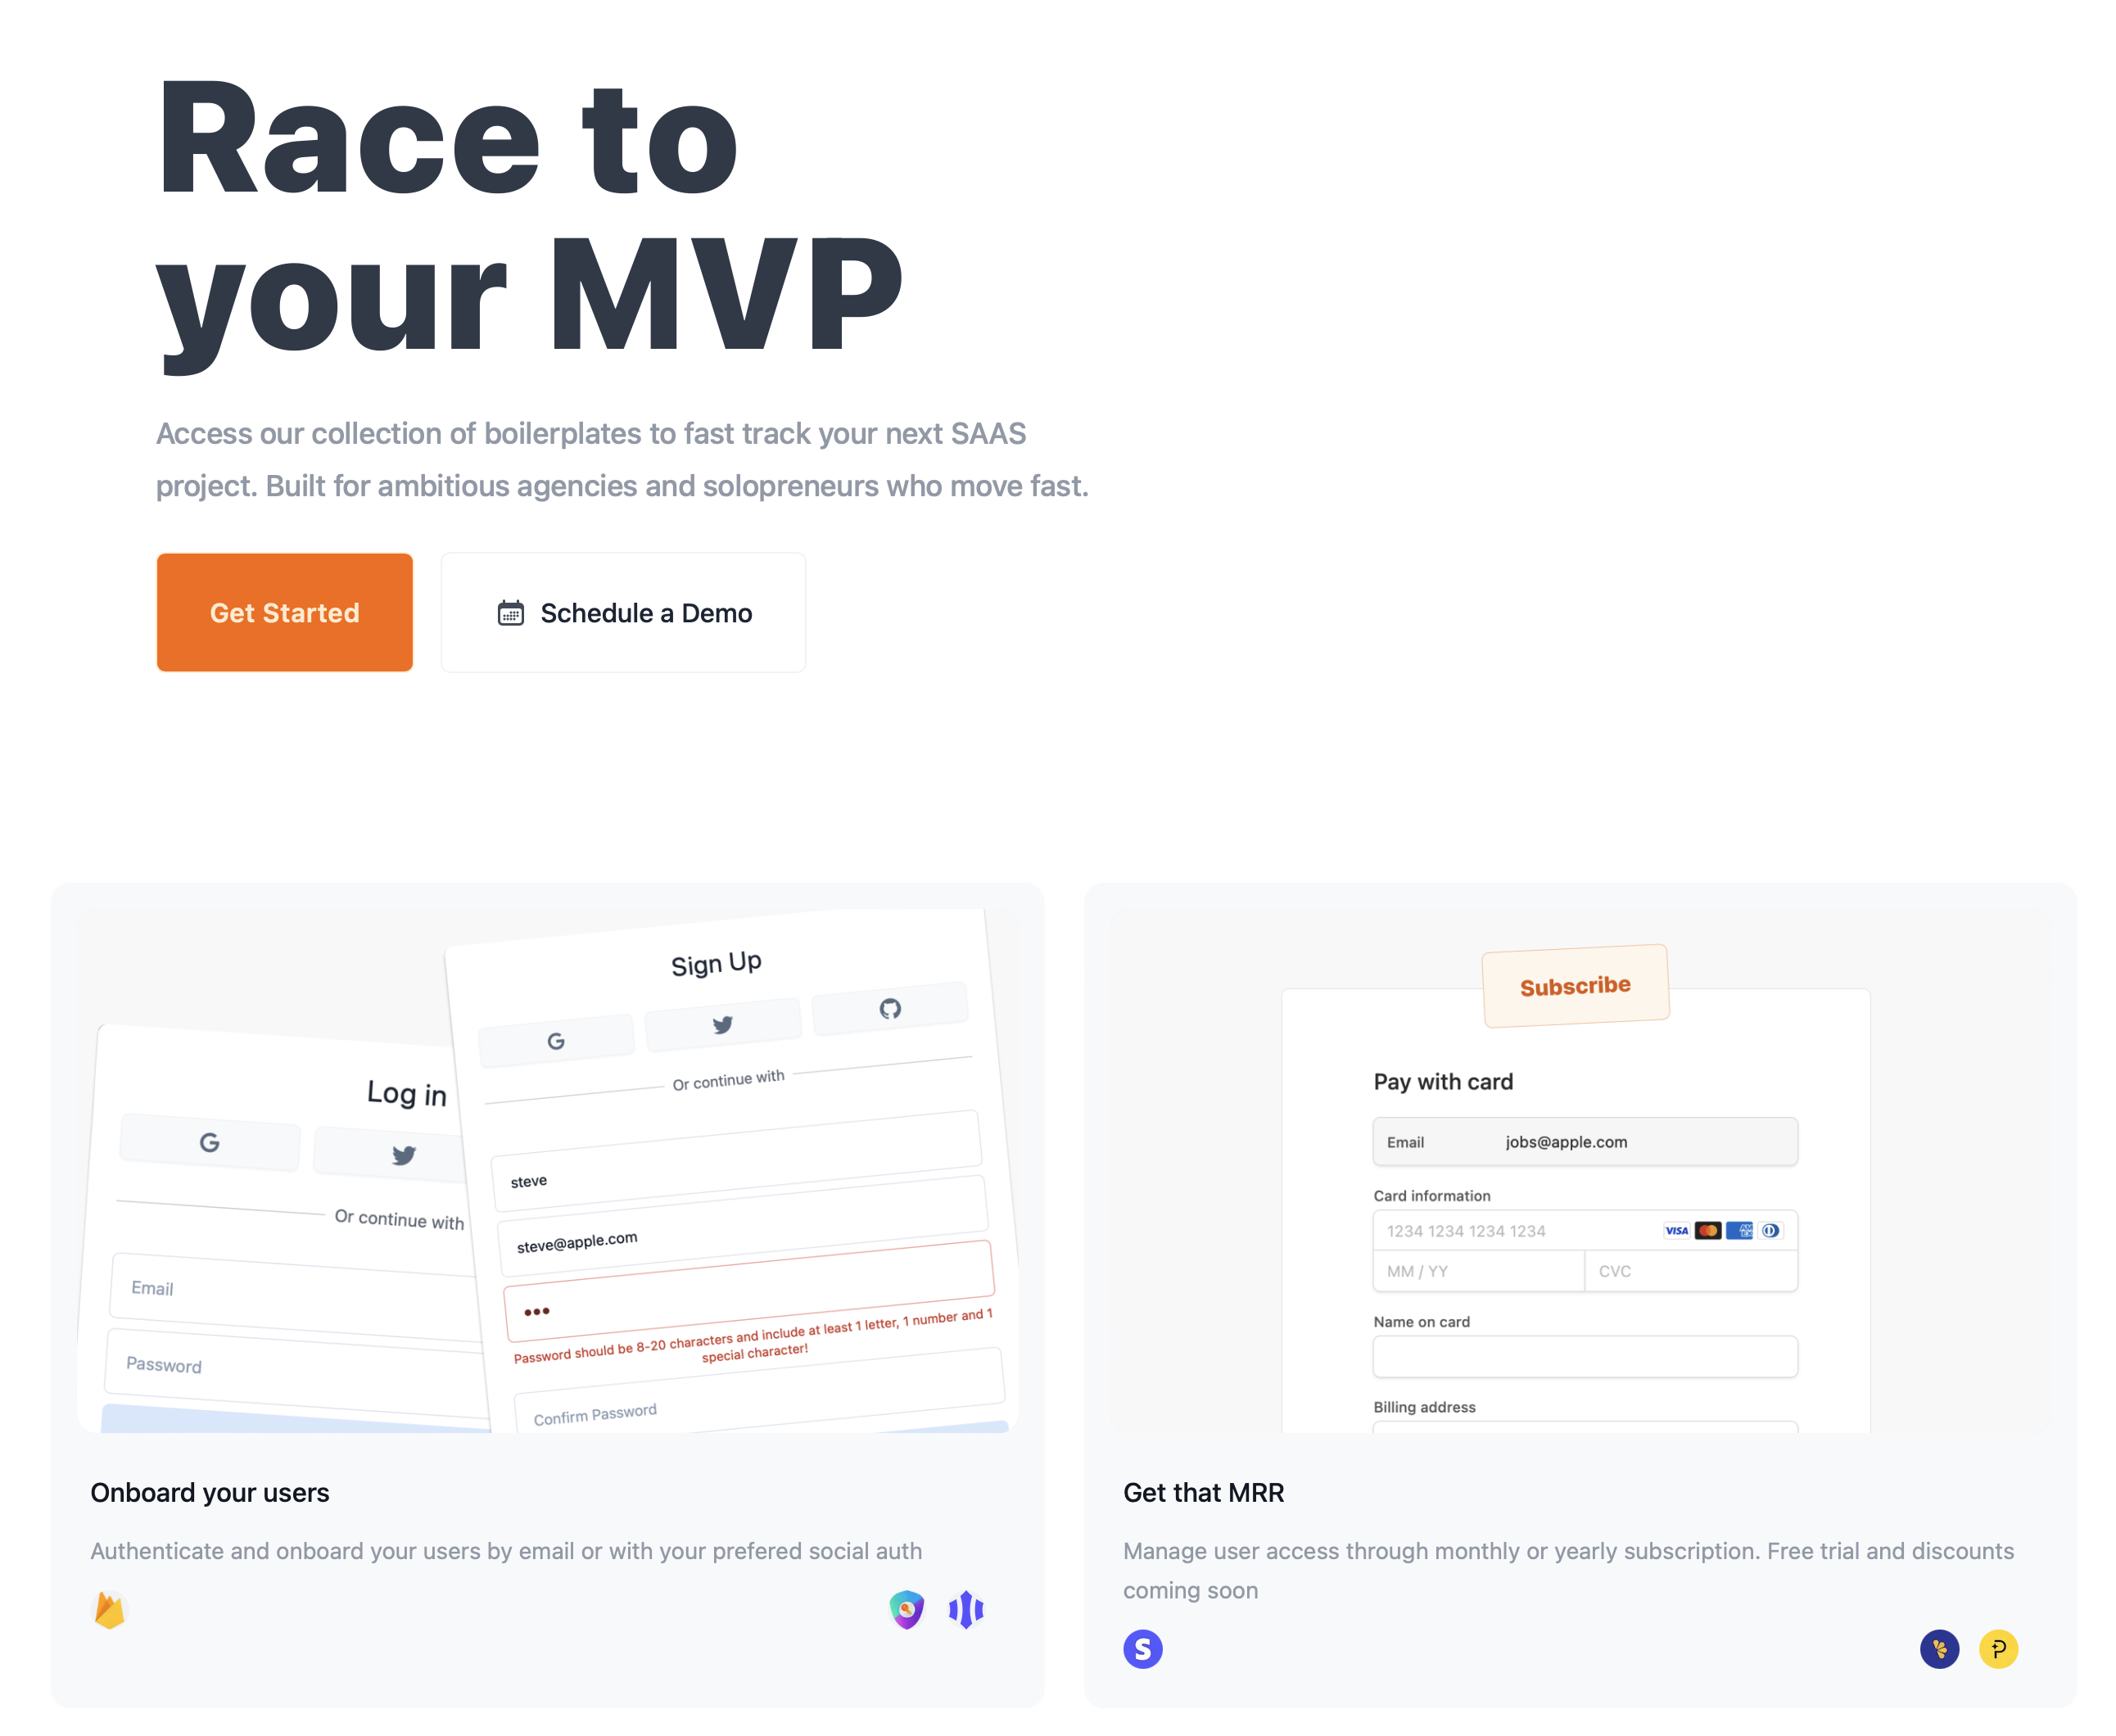 Race to
your MVP
Access our collection of boilerplates to fast track your next SAAS
project. Built for ambitious agencies and solopreneurs who move fast.
Get Started
Schedule a Demo
Log in
G
Or continue with
Email
Password
Sign Up
G
Or continue with
steve
steve@apple.com
•••
Password should be 8-20 characters and include at least 1 letter, 1 number and 1
special character!
Confirm Password
Subscribe
Pay with card
Email jobs@apple.com
Card information
1234 1234 1234 1234 VISA AMEX
MM / YY CVC
Name on card
Billing address
Onboard your users
Authenticate and onboard your users by email or with your prefered social auth
Get that MRR
Manage user access through monthly or yearly subscription. Free trial and discounts
coming soon
S P